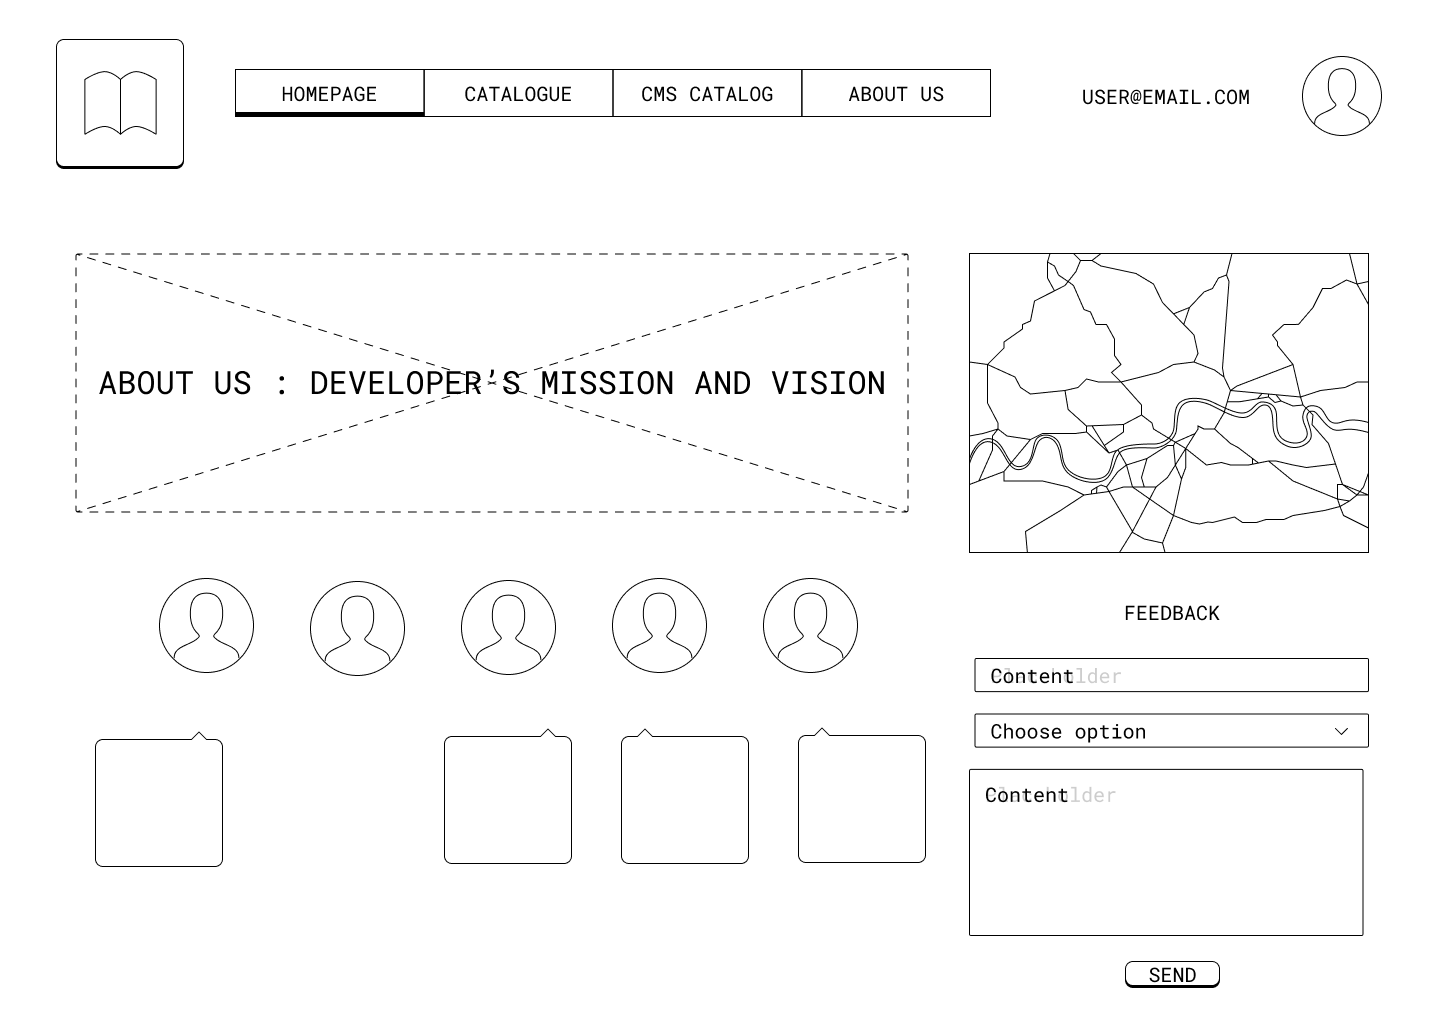 HOMEPAGE
CATALOGUE
CMS CATALOG
ABOUT US
USER@EMAIL.COM
ABOUT US : DEVELOPER’S MISSION AND VISION
FEEDBACK
Content
Choose option
Content
SEND